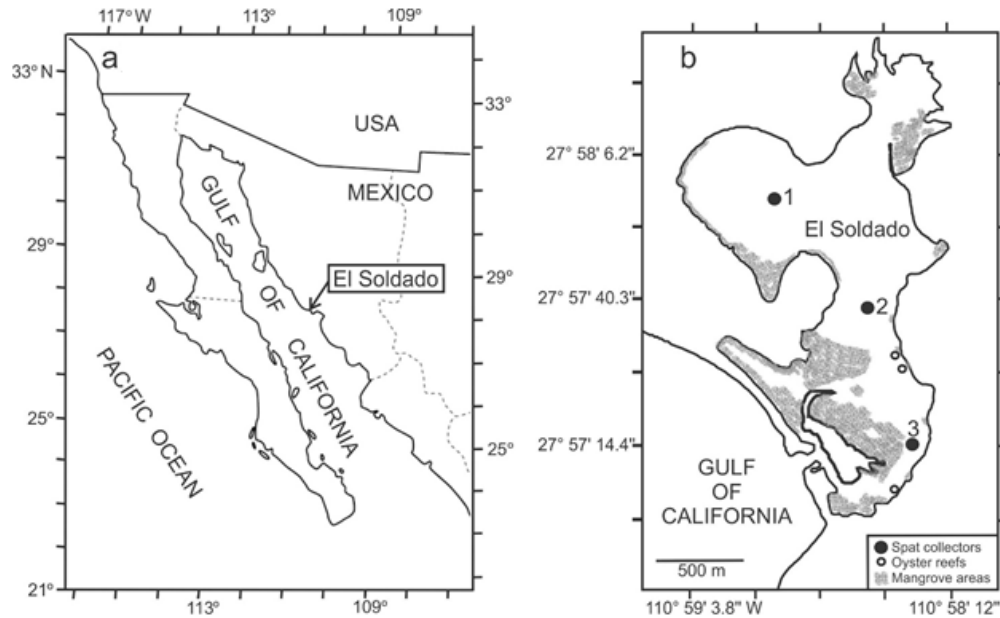 117° W
113°
109°
a
33° N
33°
USA
MEXICO
GULF
OF
CALIFORNIA
29°
29°
El Soldado
PACIFIC OCEAN
25°
25°
21°
113°
109°
b
27° 58' 6.2"
1
El Soldado
27° 57' 40.3"
2
27° 57' 14.4"
3
GULF
OF
CALIFORNIA
Spat collectors
Oyster reefs
Mangrove areas
500 m
110° 59' 3.8" W
110° 58' 12"